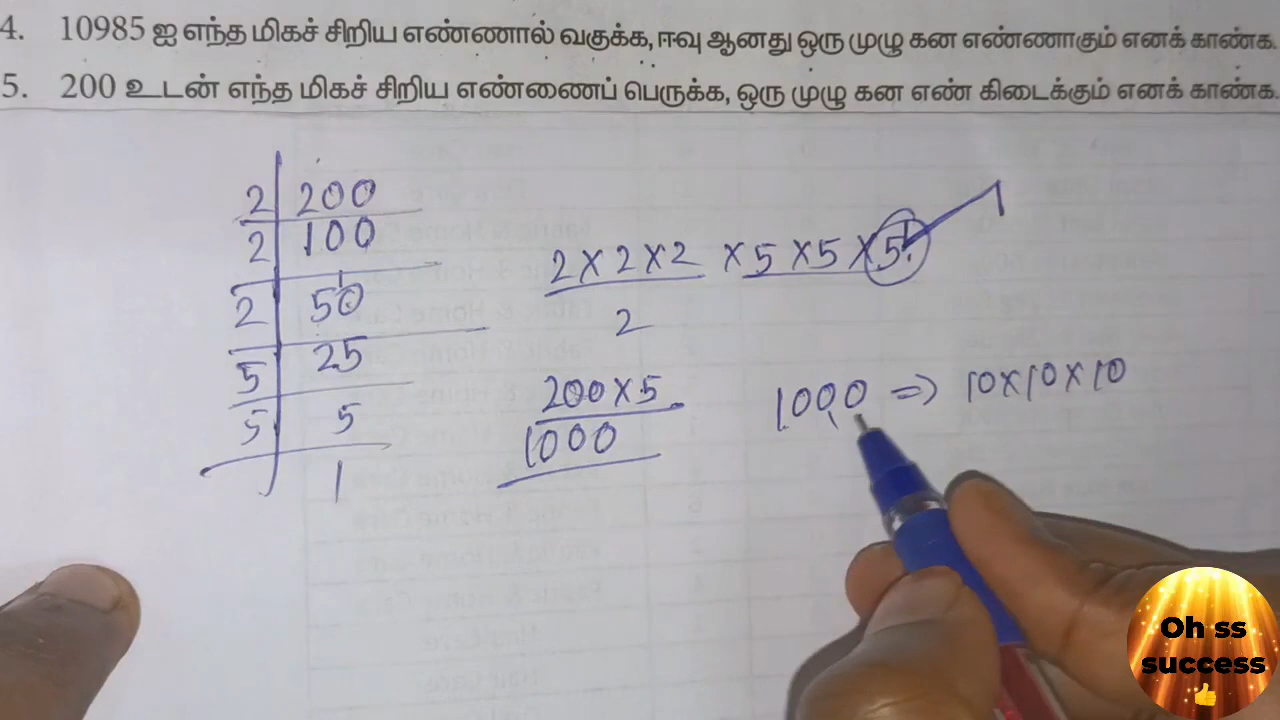 4. 10985 ஐ எந்த மிகச் சிறிய எண்ணால் வகுக்க, ஈவு ஆனது ஒரு முழு கன எண்ணாகும் எனக் காண்க.
5. 200 உடன் எந்த மிகச் சிறிய எண்ணைப் பெருக்க, ஒரு முழு கன எண் கிடைக்கும் எனக் காண்க.
2 | 200
2 | 100
2 | 50
5 | 25
5 | 5
1
2 × 2 × 2 × 5 × 5 × 5
2
200 × 5
1000
1000 => 10 × 10 × 10
Oh ss
success